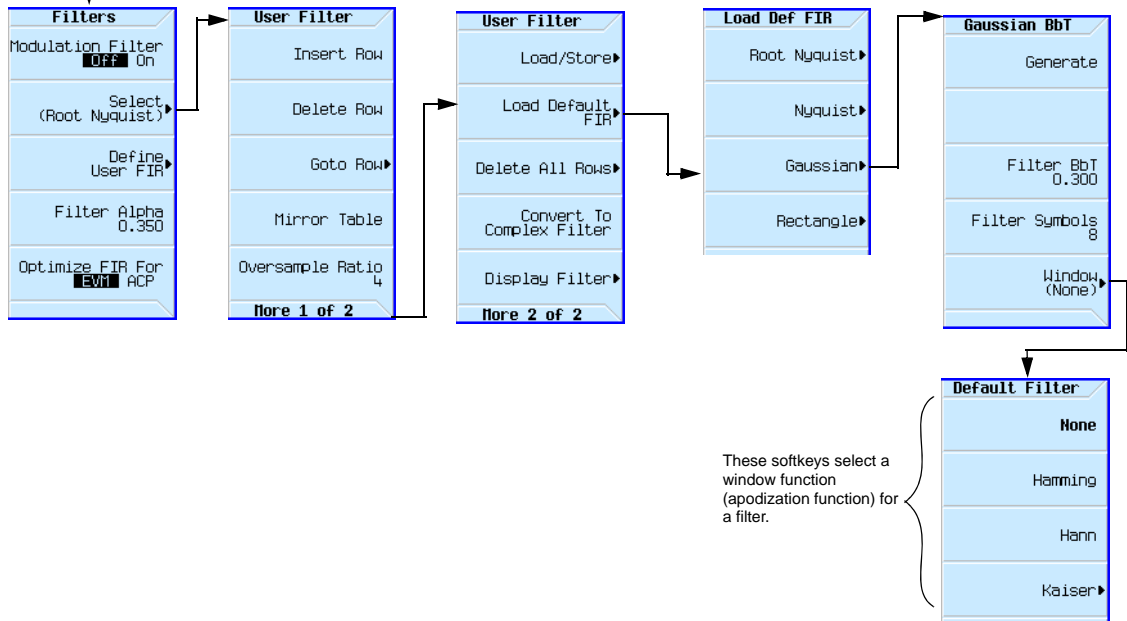 Filters
Modulation Filter
Off On
Select
(Root Nyquist)
Define
User FIR
Filter Alpha
0.350
Optimize FIR For
EVM ACP
User Filter
Insert Row
Delete Row
Goto Row
Mirror Table
Oversample Ratio
4
More 1 of 2
User Filter
Load/Store
Load Default
FIR
Delete All Rows
Convert To
Complex Filter
Display Filter
More 2 of 2
Load Def FIR
Root Nyquist
Nyquist
Gaussian
Rectangle
Gaussian BbT
Generate
Filter BbT
0.300
Filter Symbols
8
Window
(None)
Default Filter
None
Hamming
Hann
Kaiser
These softkeys select a
window function
(apodization function) for
a filter.